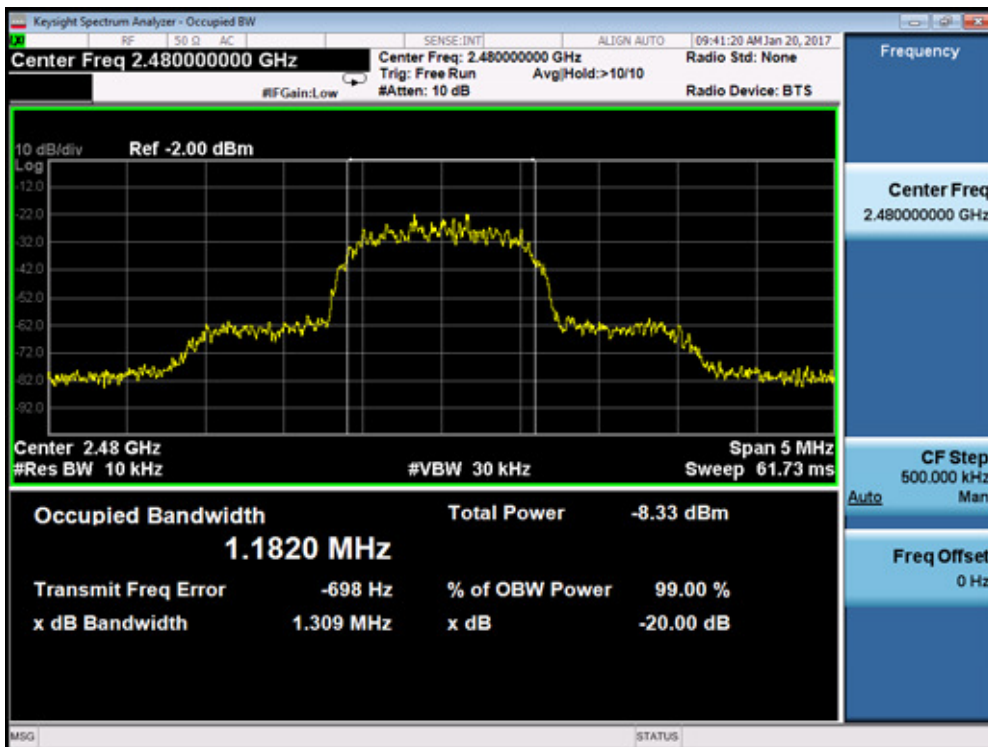 Keysight Spectrum Analyzer - Occupied BW
RF 50 Ω AC SENSE:INT ALIGN AUTO 09:41:20 AM Jan 20, 2017
Center Freq 2.480000000 GHz
Center Freq: 2.480000000 GHz
Radio Std: None
Trig: Free Run Avg|Hold:>10/10
#IFGain:Low
#Atten: 10 dB
Radio Device: BTS
10 dB/div Ref -2.00 dBm
Log
-12.0
-22.0
-32.0
-42.0
-52.0
-62.0
-72.0
-82.0
-92.0
Center 2.48 GHz Span 5 MHz
#Res BW 10 kHz #VBW 30 kHz Sweep 61.73 ms
Occupied Bandwidth Total Power -8.33 dBm
1.1820 MHz
Transmit Freq Error -698 Hz % of OBW Power 99.00 %
x dB Bandwidth 1.309 MHz x dB -20.00 dB
Frequency
Center Freq
2.480000000 GHz
CF Step
500.000 kHz
Auto Man
Freq Offset
0 Hz
MSG STATUS